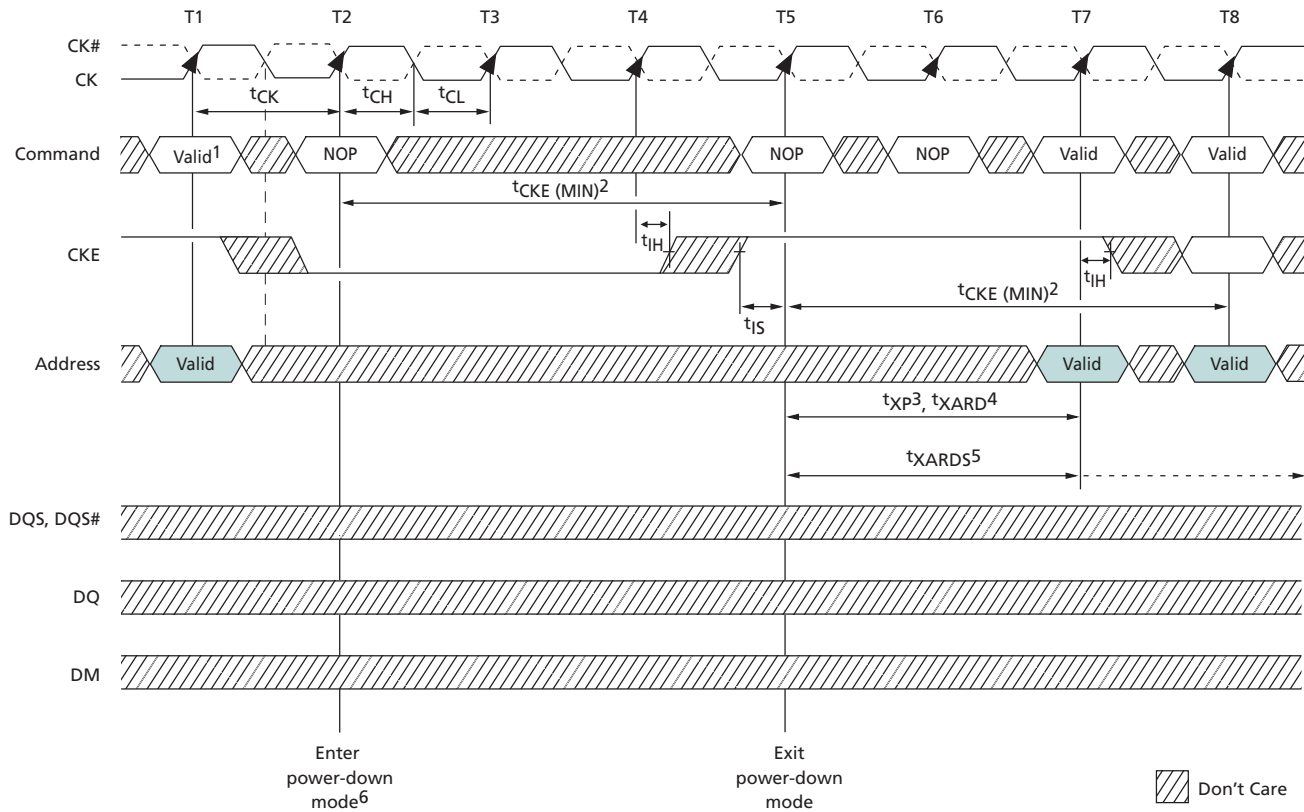 T1 T2 T3 T4 T5 T6 T7 T8
CK#
CK
tCK tCH tCL
Command Valid1 NOP NOP NOP Valid Valid
tCKE (MIN)2
tIH
CKE
tIH
tCKE (MIN)2
tIS
Address Valid Valid Valid
tXP3, tXARD4
tXARDS5
DQS, DQS#
DQ
DM
Enter
power-down
mode6
Exit
power-down
mode
Don't Care